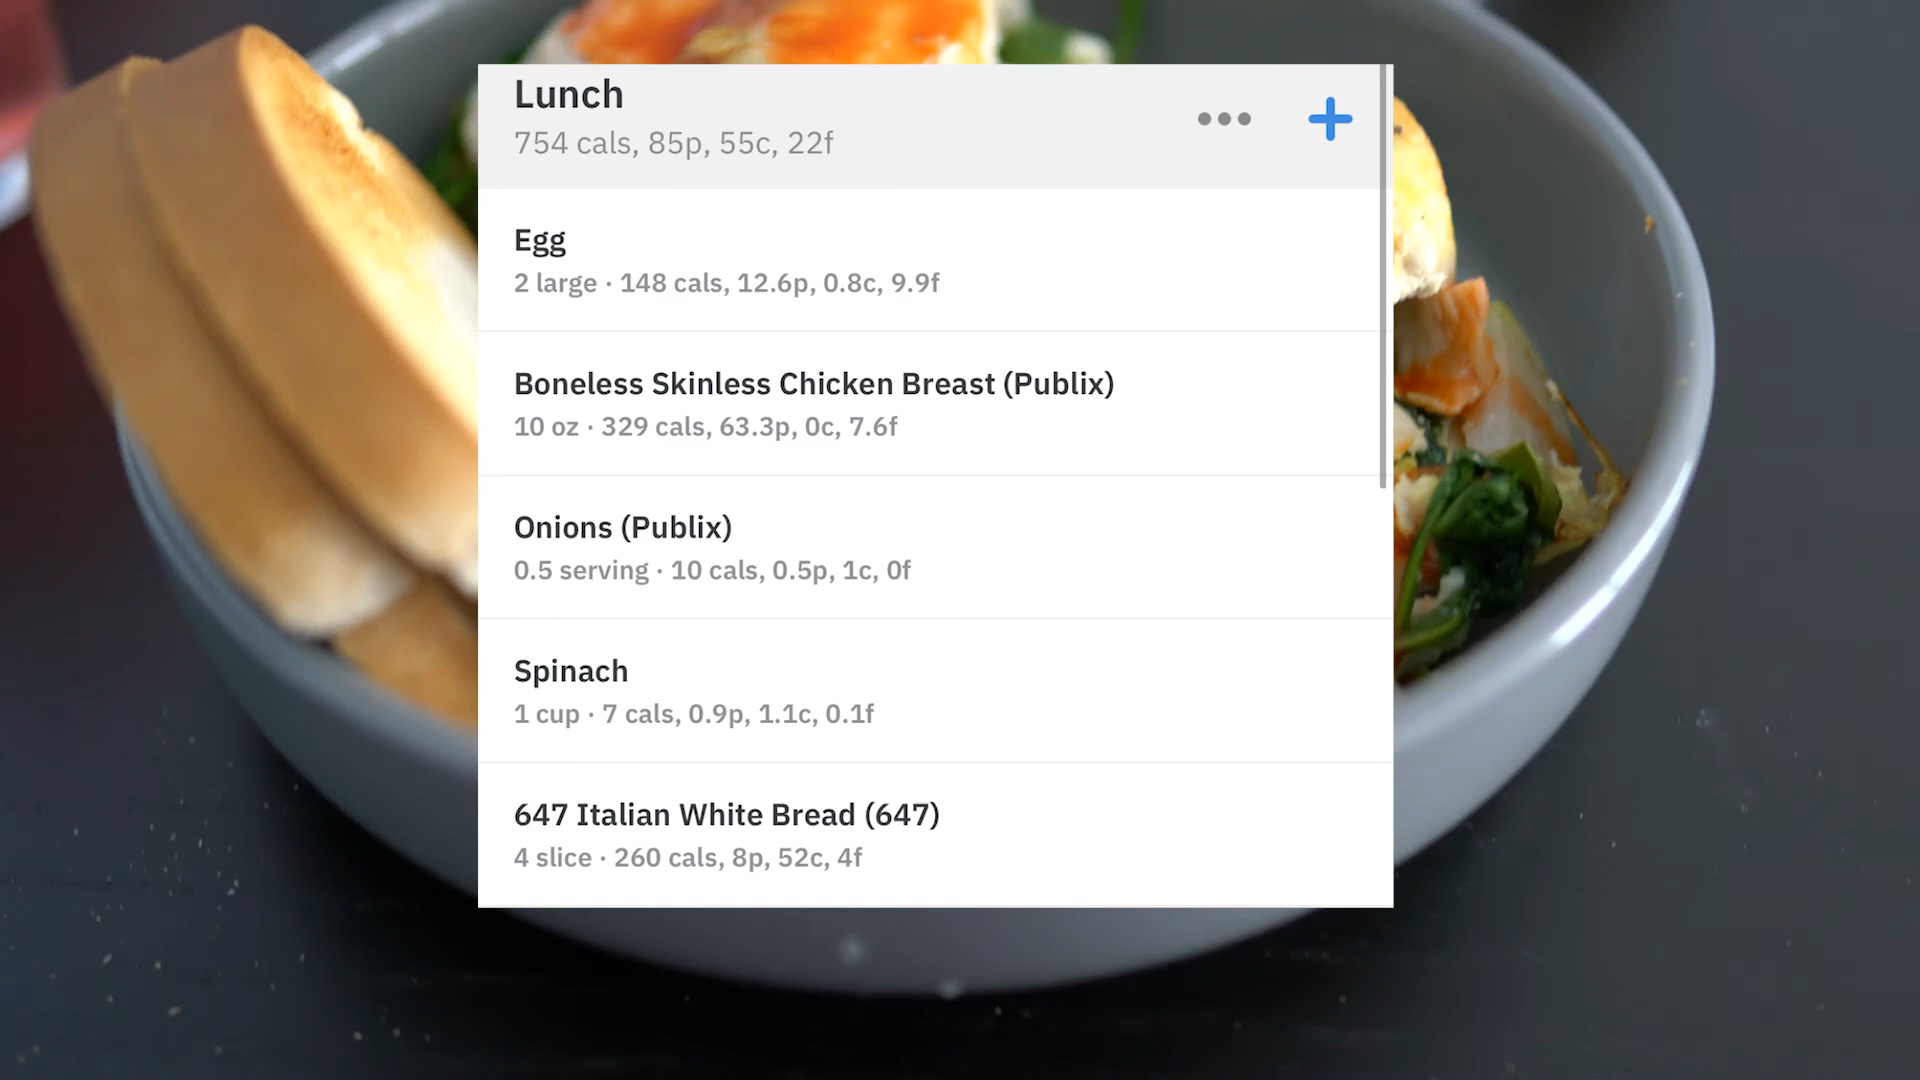 Lunch
754 cals, 85p, 55c, 22f
Egg
2 large · 148 cals, 12.6p, 0.8c, 9.9f
Boneless Skinless Chicken Breast (Publix)
10 oz · 329 cals, 63.3p, 0c, 7.6f
Onions (Publix)
0.5 serving · 10 cals, 0.5p, 1c, 0f
Spinach
1 cup · 7 cals, 0.9p, 1.1c, 0.1f
647 Italian White Bread (647)
4 slice · 260 cals, 8p, 52c, 4f